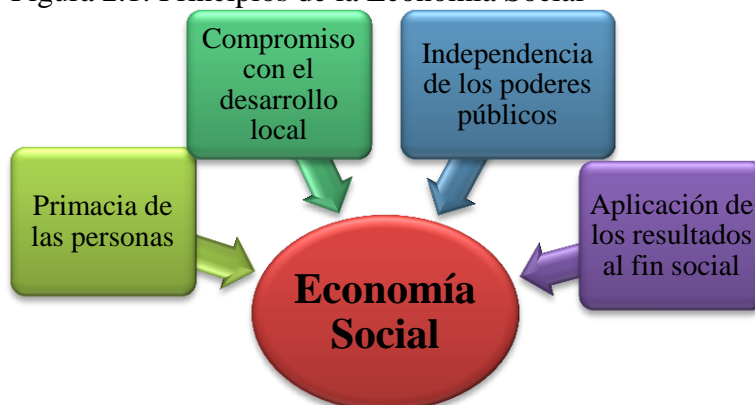 Figura 2.1. Principios de la Economía Social
Compromiso
con el
desarrollo
local
Independencia
de los poderes
públicos
Primacia de
las personas
Aplicación de
los resultados
al fin social
Economía
Social